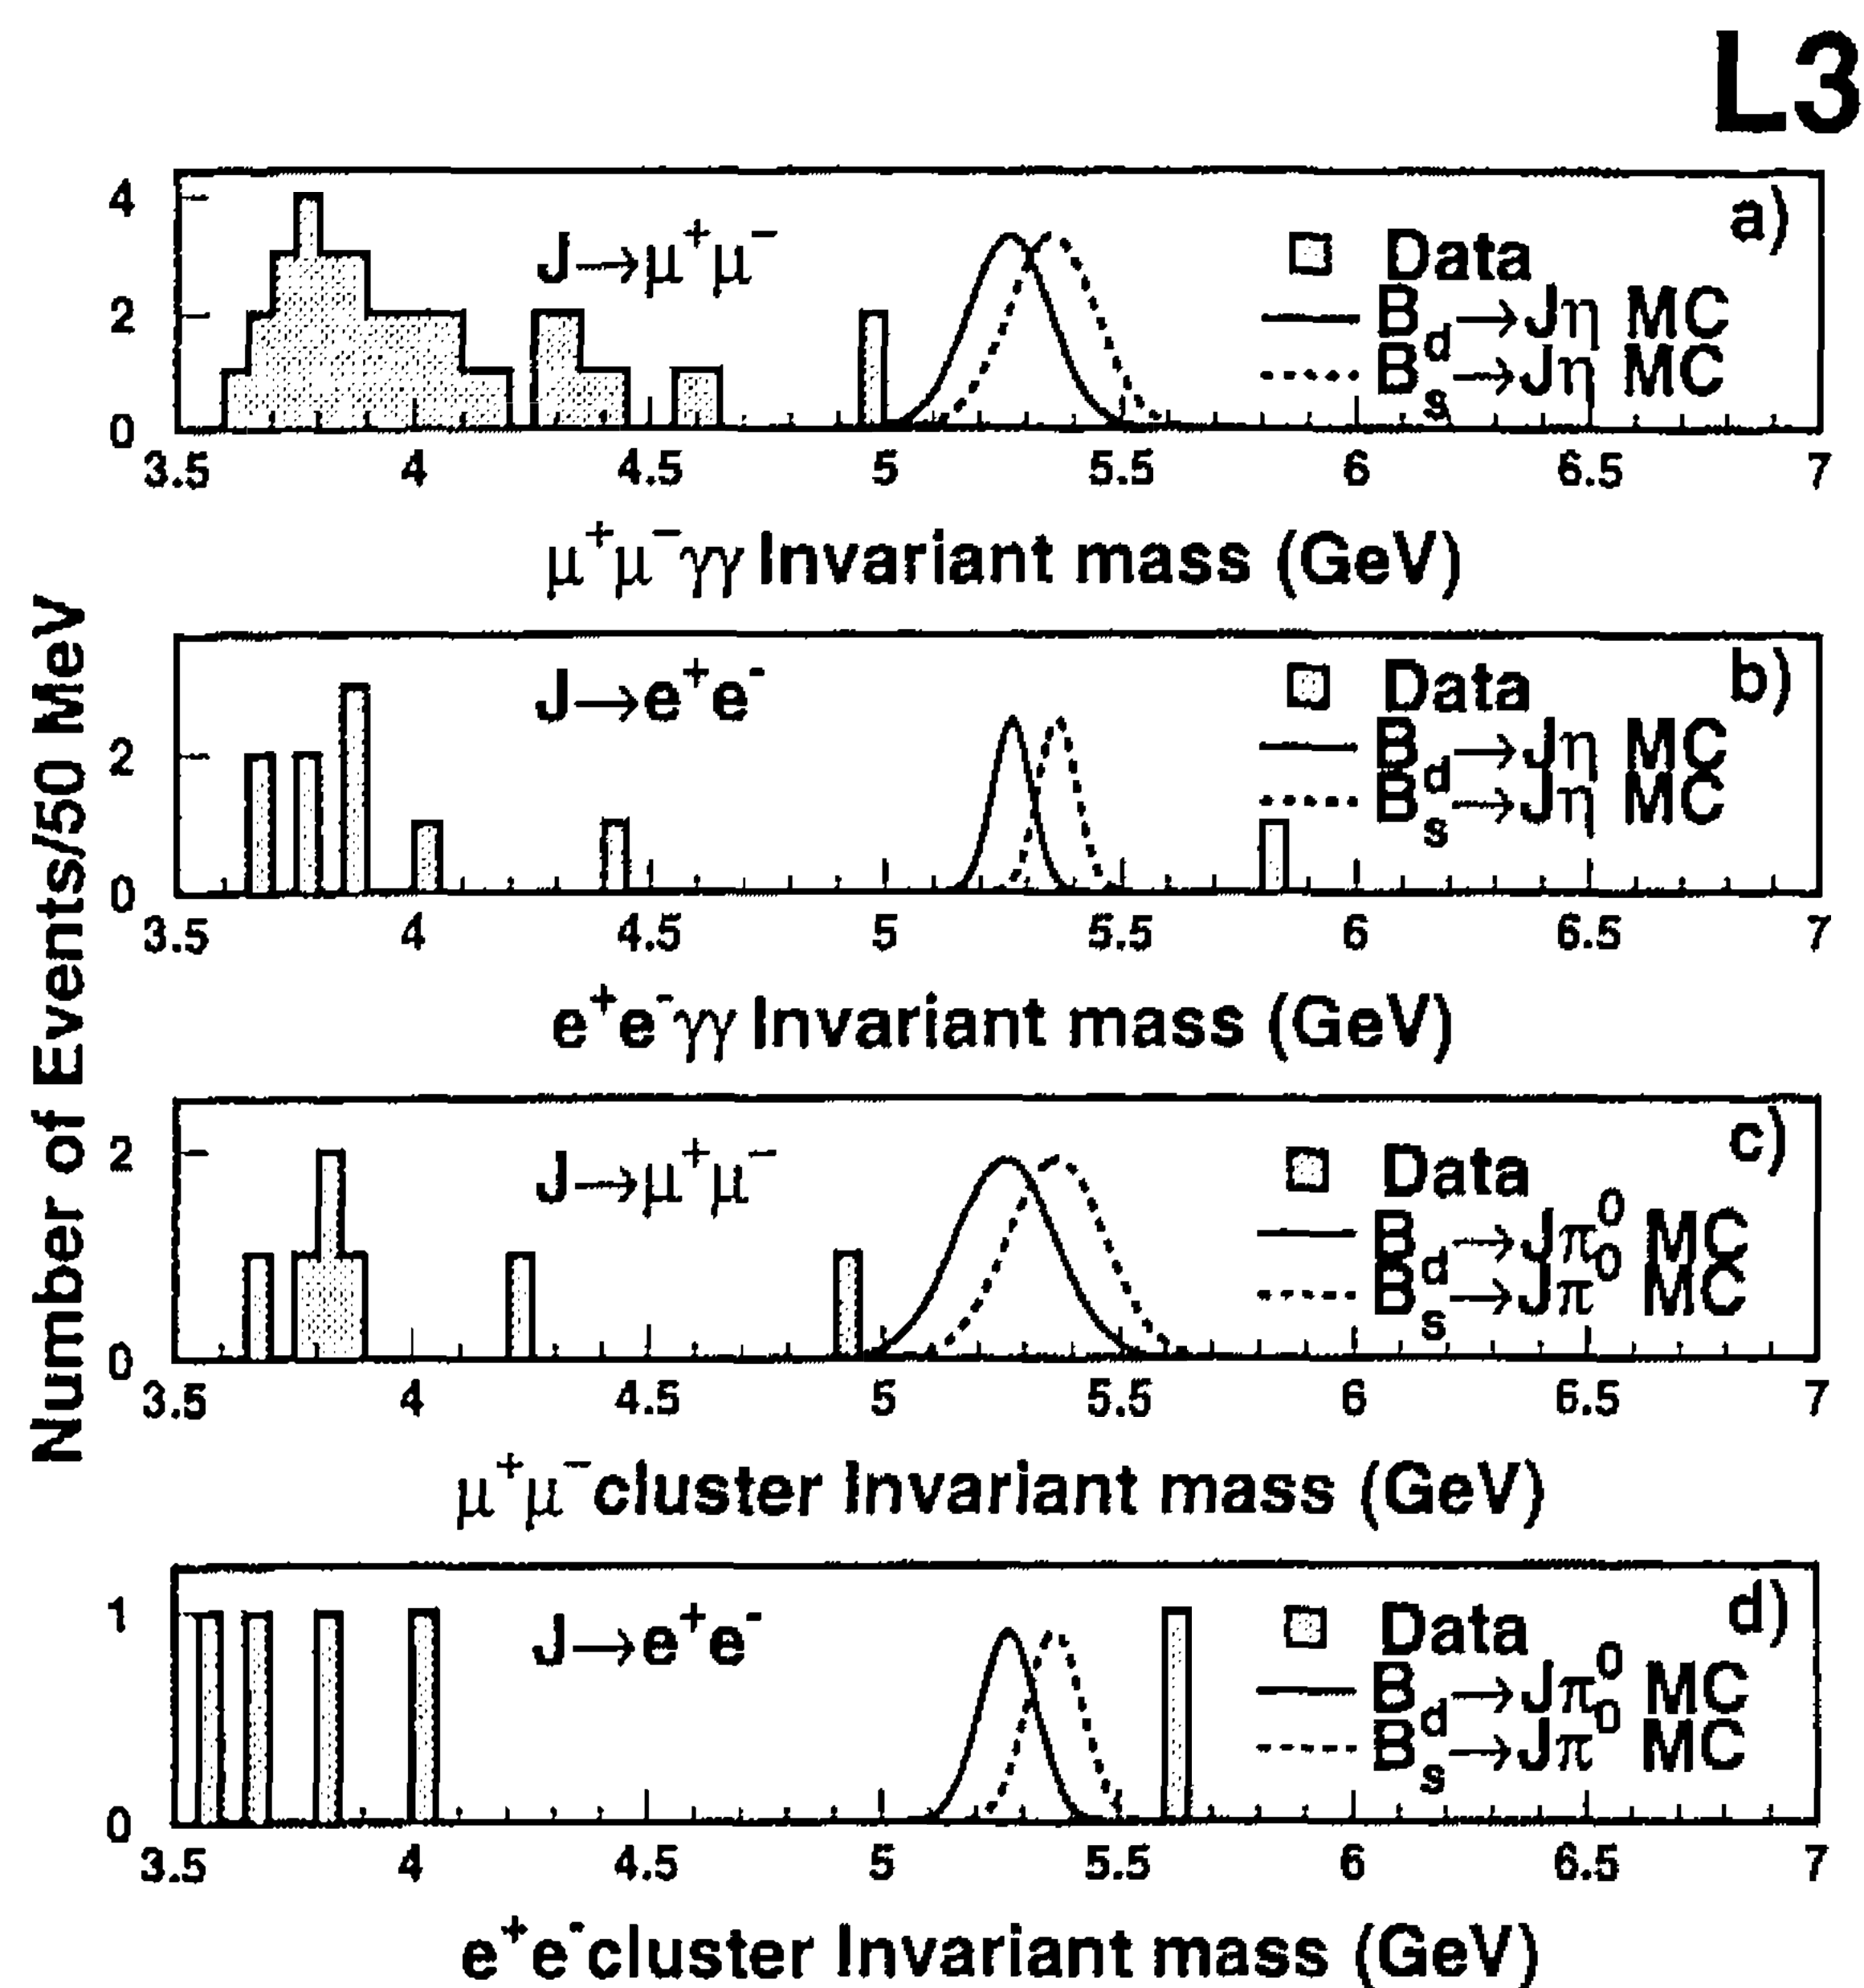 L3
Number of Events/50 MeV
a)
4
2
0
J→μ⁺μ⁻
Data
B_d→Jη MC
B_s→Jη MC
3.5 4 4.5 5 5.5 6 6.5 7
μ⁺μ⁻γγ Invariant mass (GeV)
b)
2
0
J→e⁺e⁻
Data
B_d→Jη MC
B_s→Jη MC
3.5 4 4.5 5 5.5 6 6.5 7
e⁺e⁻γγ Invariant mass (GeV)
c)
2
0
J→μ⁺μ⁻
Data
B_d→Jπ⁰ MC
B_s→Jπ⁰ MC
3.5 4 4.5 5 5.5 6 6.5 7
μ⁺μ⁻cluster Invariant mass (GeV)
d)
1
0
J→e⁺e⁻
Data
B_d→Jπ⁰ MC
B_s→Jπ⁰ MC
3.5 4 4.5 5 5.5 6 6.5 7
e⁺e⁻cluster Invariant mass (GeV)